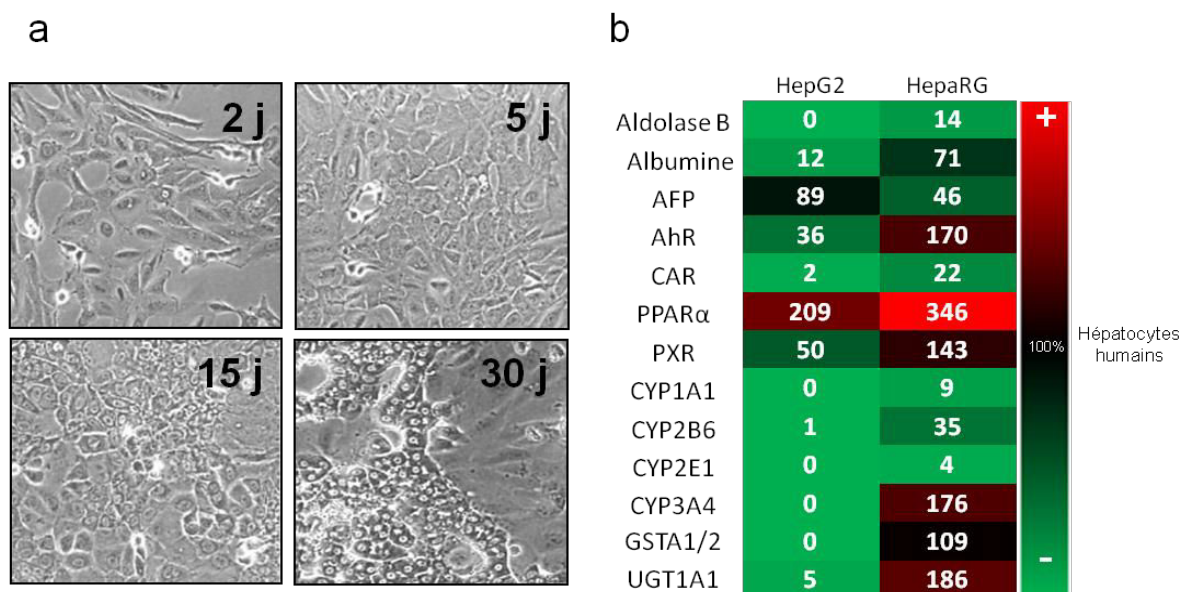 a
2 j
5 j
15 j
30 j
b
HepG2 HepaRG
Aldolase B 0 14
Albumine 12 71
AFP 89 46
AhR 36 170
CAR 2 22
PPARα 209 346
PXR 50 143
CYP1A1 0 9
CYP2B6 1 35
CYP2E1 0 4
CYP3A4 0 176
GSTA1/2 0 109
UGT1A1 5 186
+
100%
-
Hépatocytes
humains